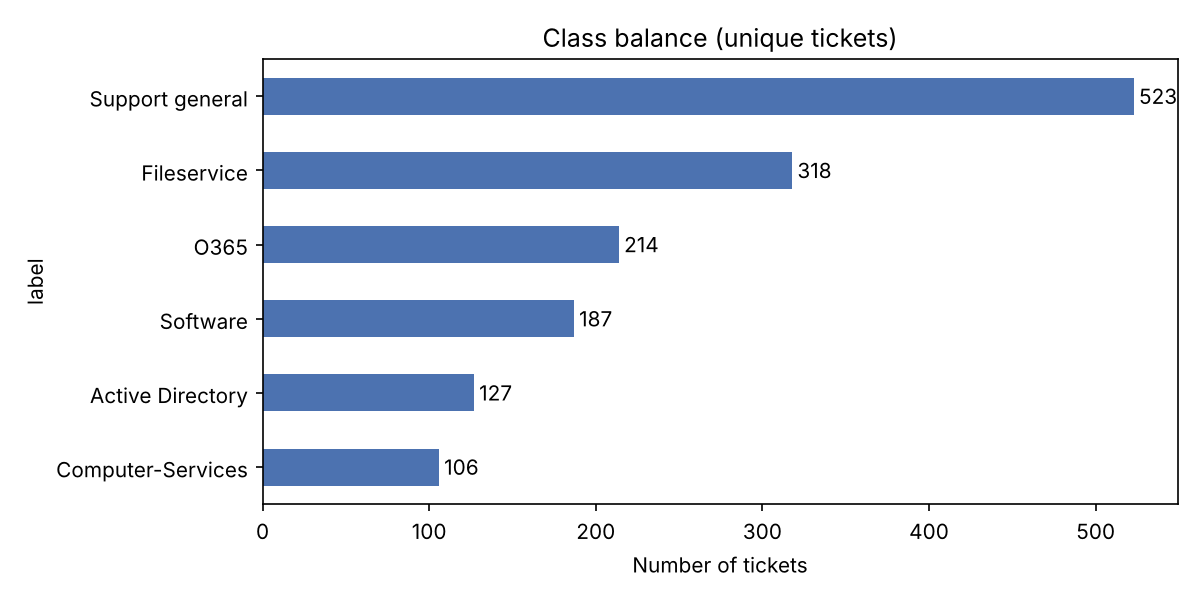 Class balance (unique tickets)
Support general
523
Fileservice
318
O365
214
Software
187
Active Directory
127
Computer-Services
106
label
0 100 200 300 400 500
Number of tickets